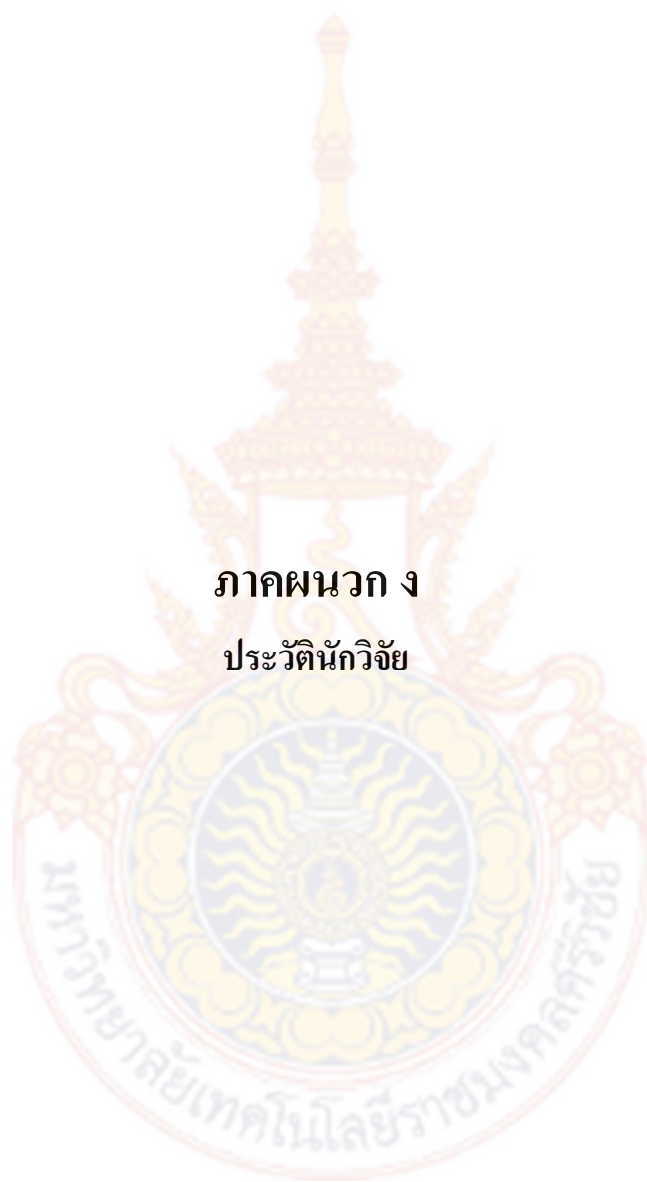 ภาคผนวก ง
ประวัตินักวิจัย
มหาวิทยาลัยเทคโนโลยีราชมงคลศรีวิชัย